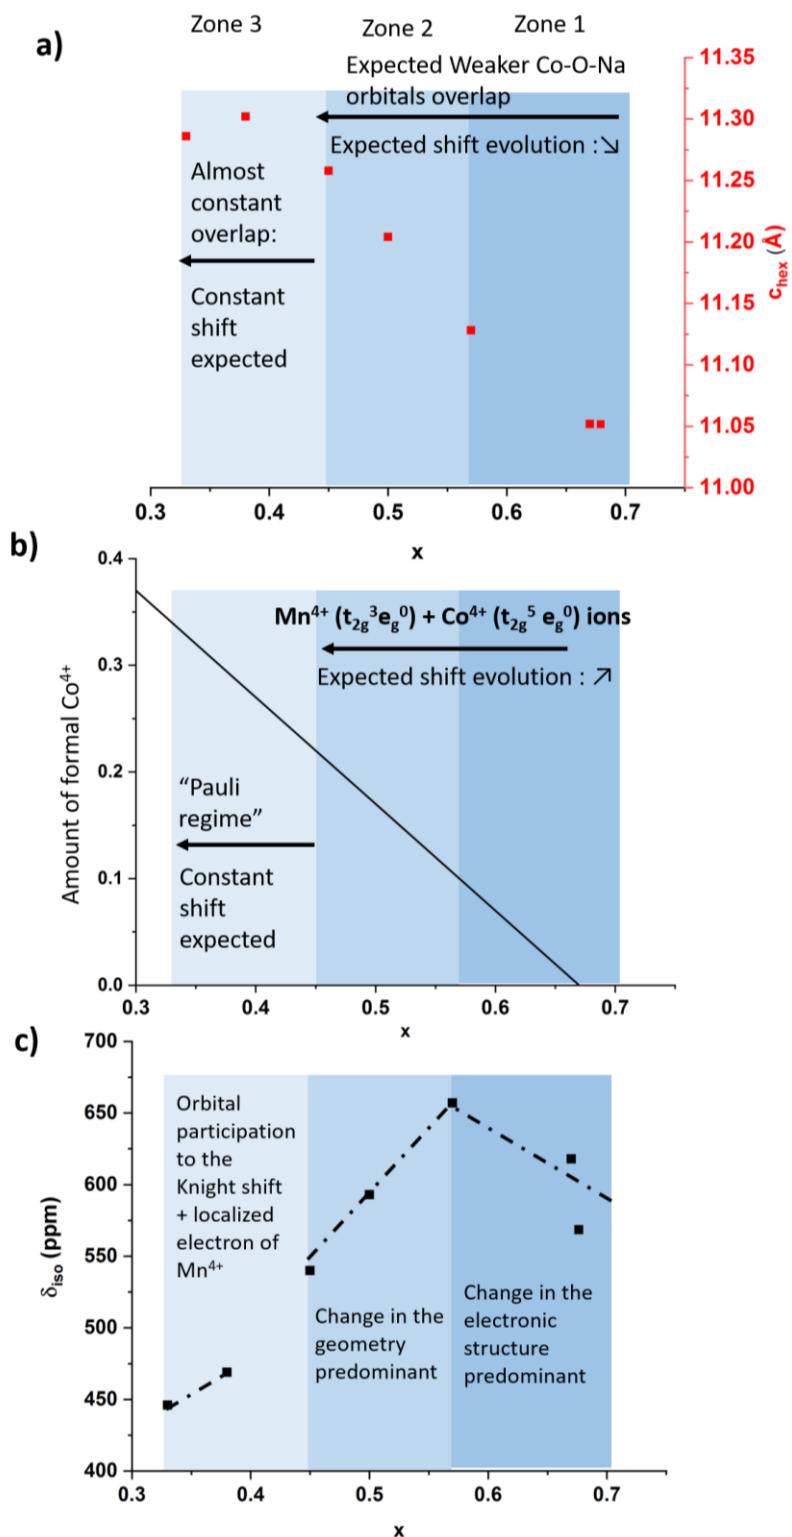 Zone 3
Zone 2
Zone 1
a)
Expected Weaker Co-O-Na
orbitals overlap
Expected shift evolution :↘
Almost
constant
overlap:
Constant
shift
expected
11.35
11.30
11.25
11.20
11.15
11.10
11.05
11.00
c_hex (Å)
0.3 0.4 0.5 0.6 0.7
x
b)
0.4
0.3
0.2
0.1
0.0
Amount of formal Co⁴⁺
Mn⁴⁺ (t₂g³eg⁰) + Co⁴⁺ (t₂g⁵ eg⁰) ions
Expected shift evolution : ↗
“Pauli
regime”
Constant
shift
expected
0.3 0.4 0.5 0.6 0.7
x
c)
700
650
600
550
500
450
400
δ_iso (ppm)
Orbital
participation
to the
Knight shift
+ localized
electron of
Mn⁴⁺
Change in the
geometry
predominant
Change in the
electronic
structure
predominant
0.3 0.4 0.5 0.6 0.7
x